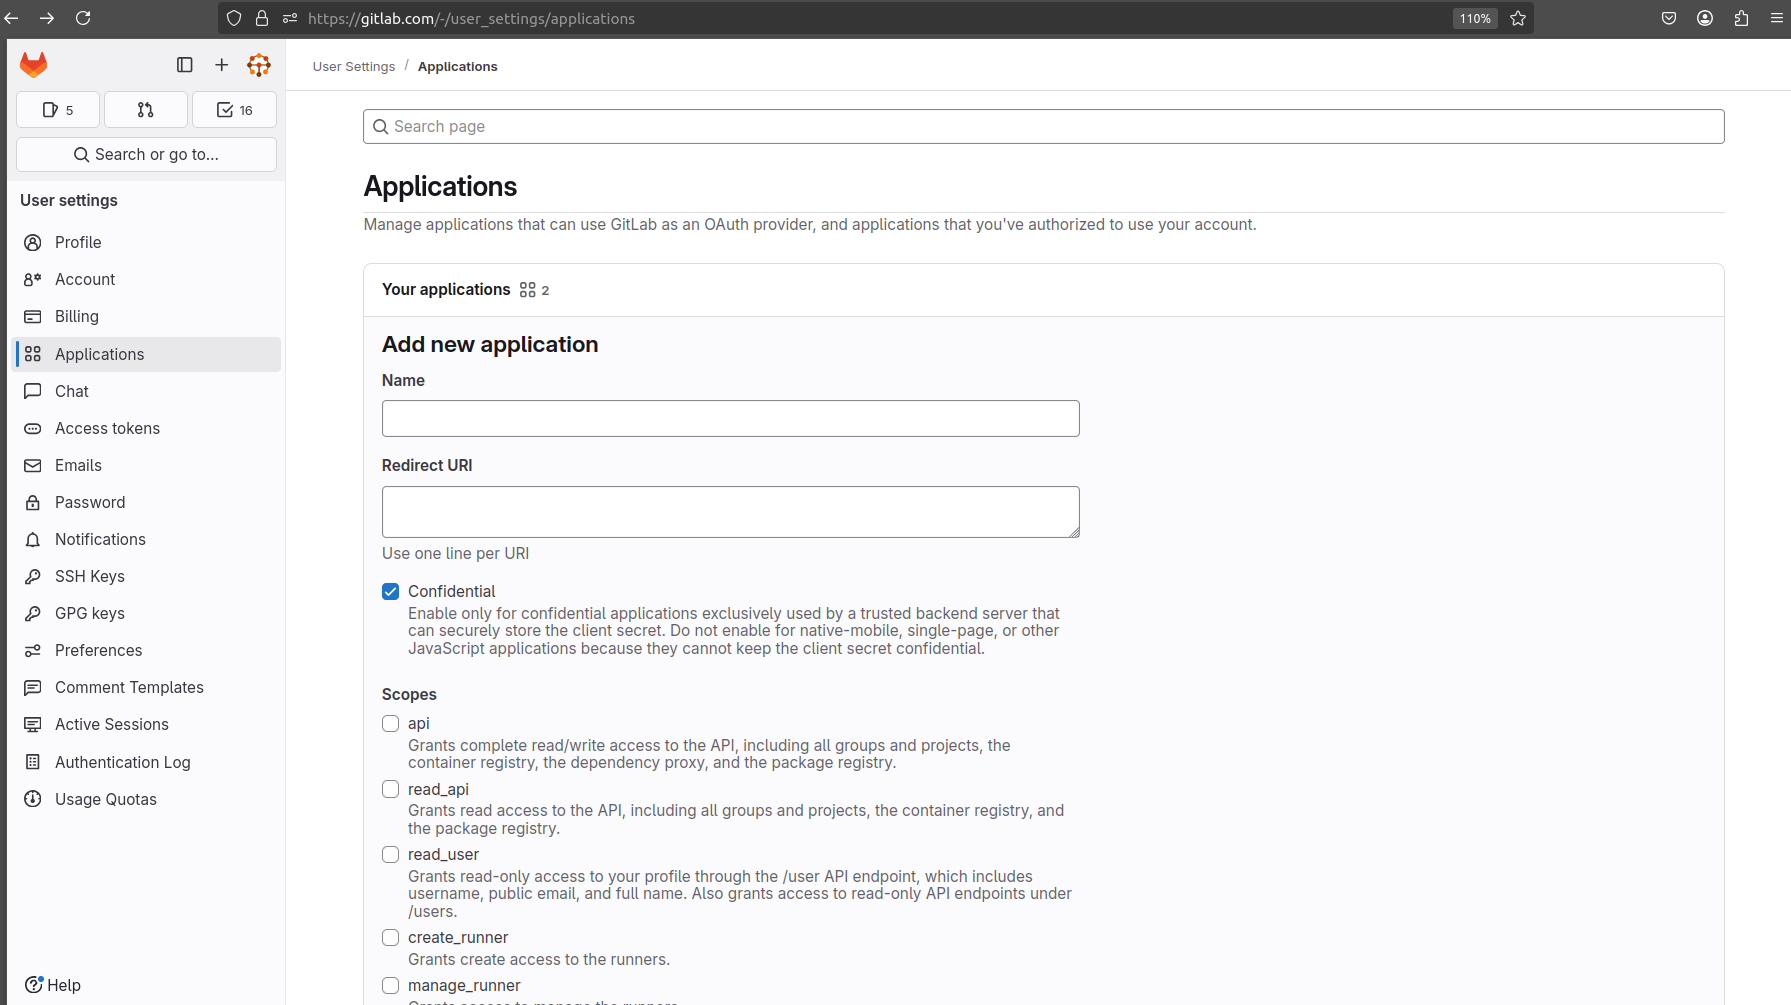 https://gitlab.com/-/user_settings/applications
110%
User Settings / Applications
5
16
Search or go to...
User settings
Profile
Account
Billing
Applications
Chat
Access tokens
Emails
Password
Notifications
SSH Keys
GPG keys
Preferences
Comment Templates
Active Sessions
Authentication Log
Usage Quotas
Help
Search page
Applications
Manage applications that can use GitLab as an OAuth provider, and applications that you've authorized to use your account.
Your applications 2
Add new application
Name
Redirect URI
Use one line per URI
Confidential
Enable only for confidential applications exclusively used by a trusted backend server that
can securely store the client secret. Do not enable for native-mobile, single-page, or other
JavaScript applications because they cannot keep the client secret confidential.
Scopes
api
Grants complete read/write access to the API, including all groups and projects, the
container registry, the dependency proxy, and the package registry.
read_api
Grants read access to the API, including all groups and projects, the container registry, and
the package registry.
read_user
Grants read-only access to your profile through the /user API endpoint, which includes
username, public email, and full name. Also grants access to read-only API endpoints under
/users.
create_runner
Grants create access to the runners.
manage_runner
Grants access to manage the runners.